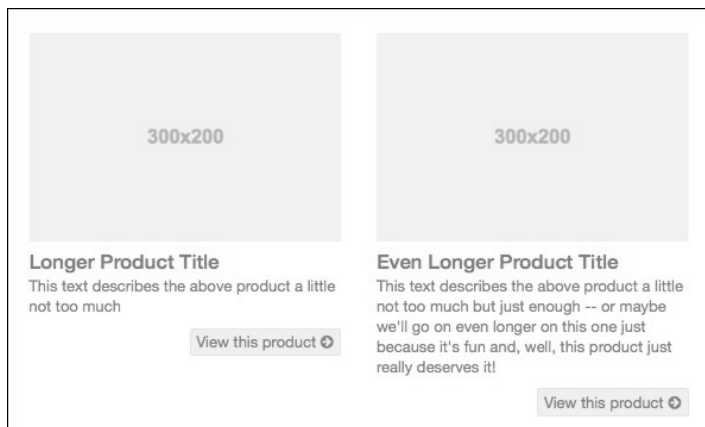 300x200
Longer Product Title
This text describes the above product a little
not too much
View this product
300x200
Even Longer Product Title
This text describes the above product a little
not too much but just enough -- or maybe
we'll go on even longer on this one just
because it's fun and, well, this product just
really deserves it!
View this product